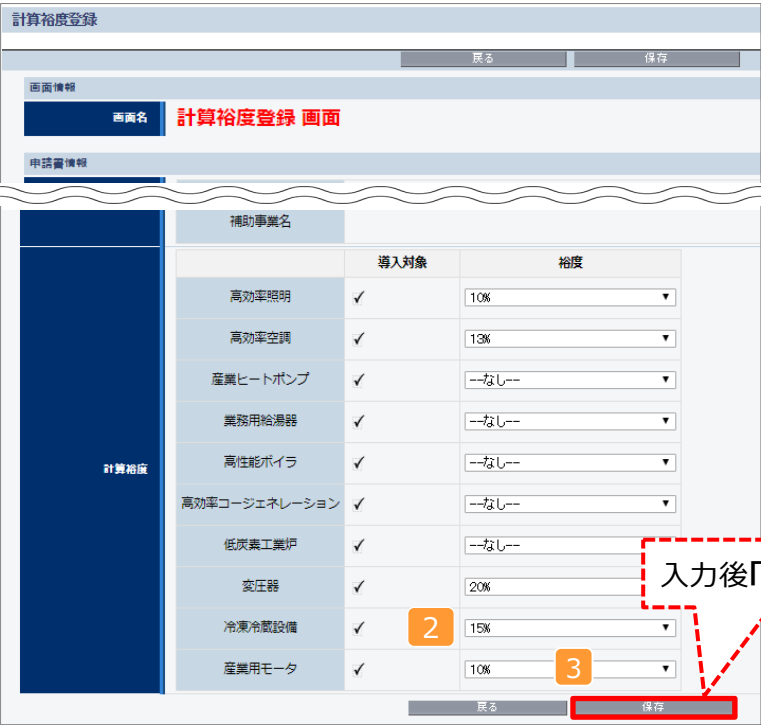 計算裕度登録
戻る 保存
画面情報
画面名 計算裕度登録 画面
申請書情報
補助事業名
導入対象 裕度
計算裕度
高効率照明 ✓ 10% ▼
高効率空調 ✓ 13% ▼
産業ヒートポンプ ✓ --なし-- ▼
業務用給湯器 ✓ --なし-- ▼
高性能ボイラ ✓ --なし-- ▼
高効率コージェネレーション ✓ --なし-- ▼
低炭素工業炉 ✓ --なし--
変圧器 ✓ 20%
冷凍冷蔵設備 ✓ 2 15% ▼
産業用モータ ✓ 10% 3 ▼
入力後「
戻る 保存